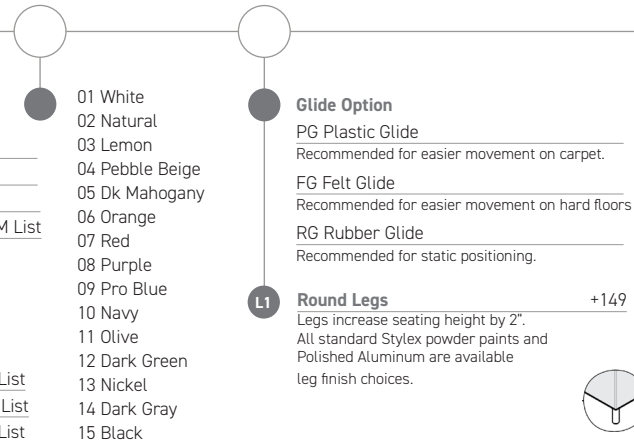 M List
List
List
List
01 White
02 Natural
03 Lemon
04 Pebble Beige
05 Dk Mahogany
06 Orange
07 Red
08 Purple
09 Pro Blue
10 Navy
11 Olive
12 Dark Green
13 Nickel
14 Dark Gray
15 Black
Glide Option
PG Plastic Glide
Recommended for easier movement on carpet.
FG Felt Glide
Recommended for easier movement on hard floors
RG Rubber Glide
Recommended for static positioning.
L1 Round Legs +149
Legs increase seating height by 2".
All standard Stylex powder paints and
Polished Aluminum are available
leg finish choices.